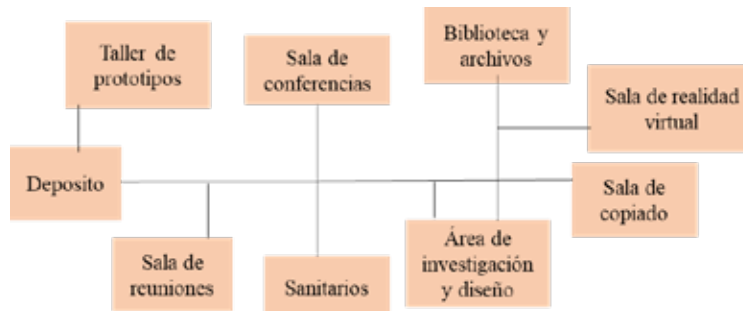 Taller de
prototipos
Sala de
conferencias
Biblioteca y
archivos
Sala de realidad
virtual
Deposito
Sala de
copiado
Sala de
reuniones
Sanitarios
Área de
investigación
y diseño